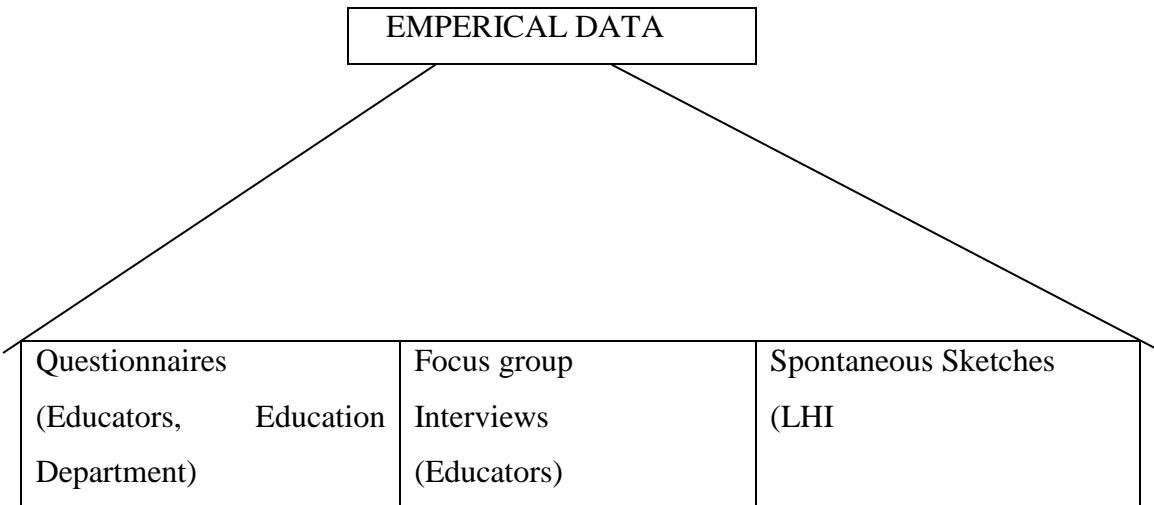 EMPERICAL DATA
Questionnaires
(Educators, Education
Department)
Focus group
Interviews
(Educators)
Spontaneous Sketches
(LHI